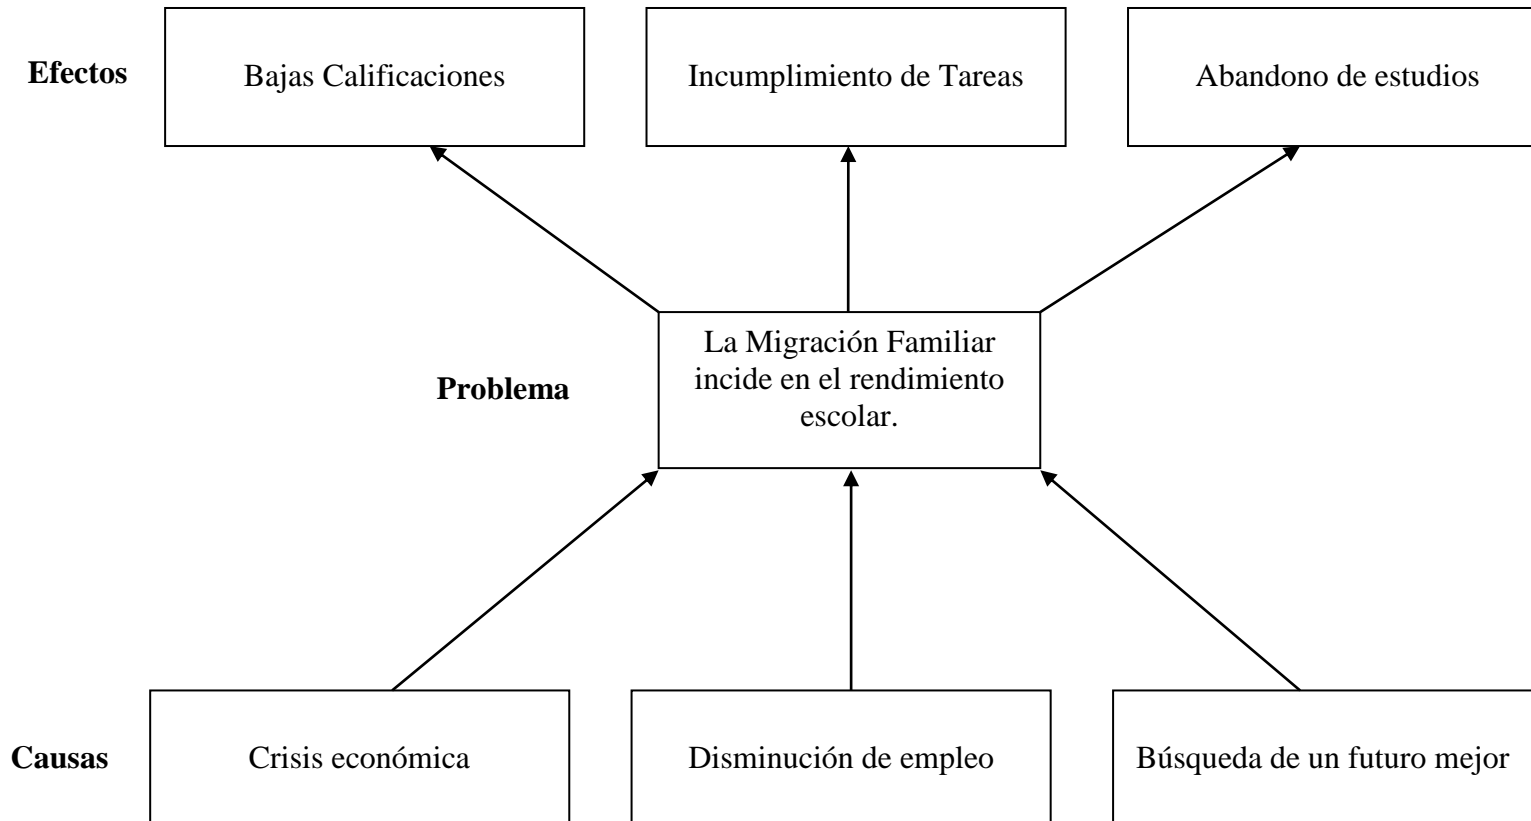 Efectos
Bajas Calificaciones
Incumplimiento de Tareas
Abandono de estudios
Problema
La Migración Familiar
incide en el rendimiento
escolar.
Causas
Crisis económica
Disminución de empleo
Búsqueda de un futuro mejor